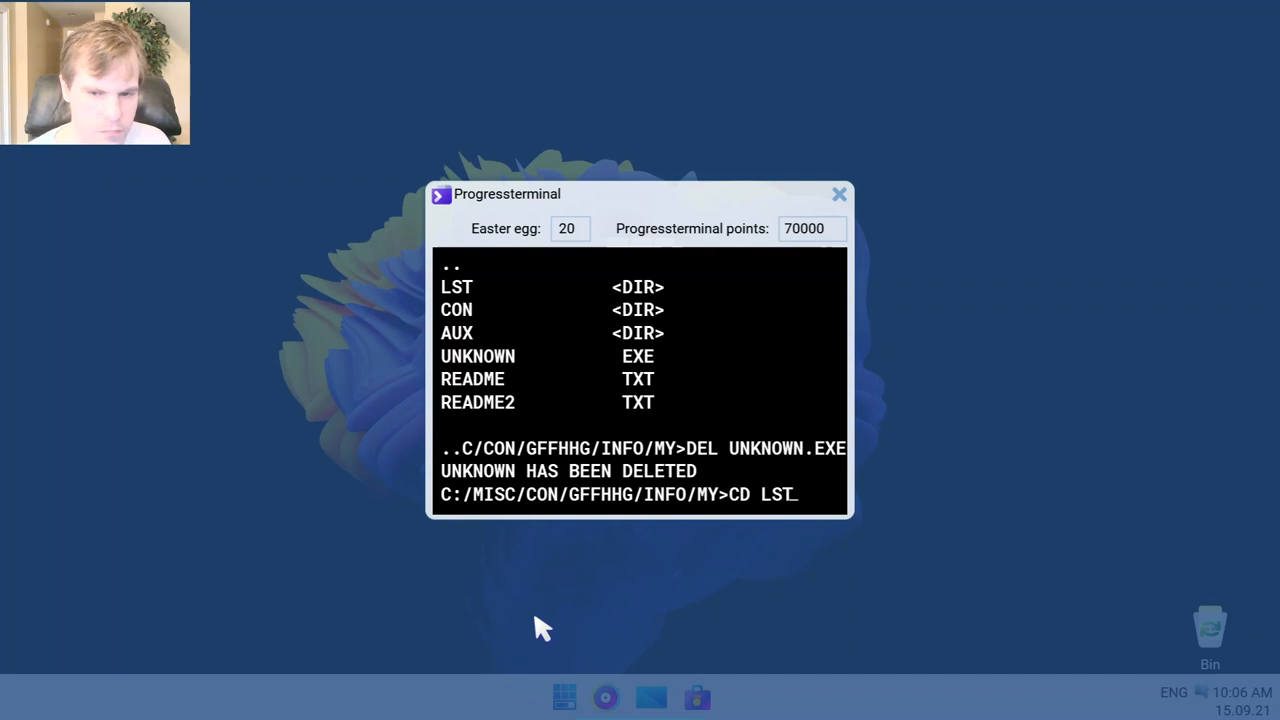 Progressterminal
Easter egg: 20 Progressterminal points: 70000
..
LST <DIR>
CON <DIR>
AUX <DIR>
UNKNOWN EXE
README TXT
README2 TXT
..C/CON/GFFHHG/INFO/MY>DEL UNKNOWN.EXE
UNKNOWN HAS BEEN DELETED
C:/MISC/CON/GFFHHG/INFO/MY>CD LST_
Bin
ENG 10:06 AM
15.09.21